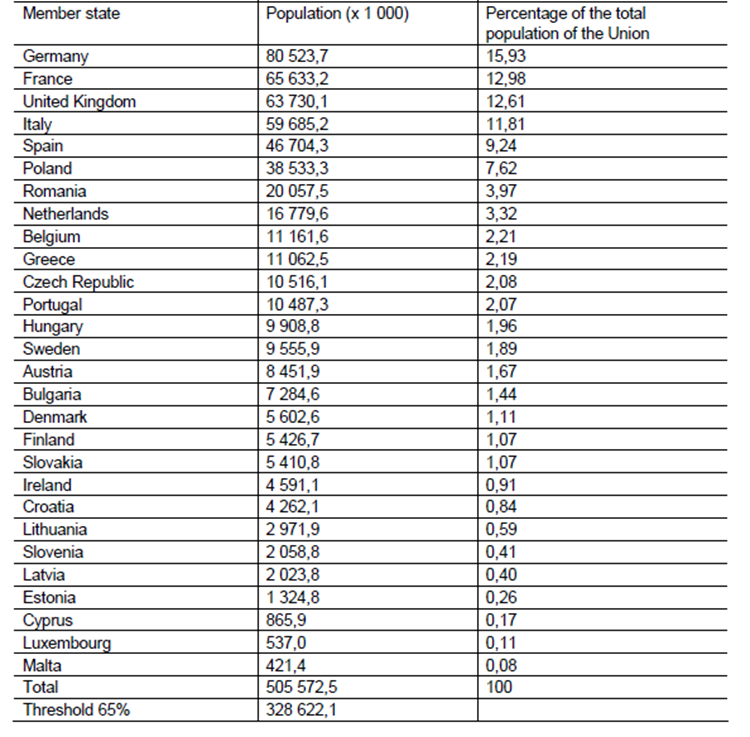 Member state Population (x 1 000) Percentage of the total
population of the Union
Germany 80 523,7 15,93
France 65 633,2 12,98
United Kingdom 63 730,1 12,61
Italy 59 685,2 11,81
Spain 46 704,3 9,24
Poland 38 533,3 7,62
Romania 20 057,5 3,97
Netherlands 16 779,6 3,32
Belgium 11 161,6 2,21
Greece 11 062,5 2,19
Czech Republic 10 516,1 2,08
Portugal 10 487,3 2,07
Hungary 9 908,8 1,96
Sweden 9 555,9 1,89
Austria 8 451,9 1,67
Bulgaria 7 284,6 1,44
Denmark 5 602,6 1,11
Finland 5 426,7 1,07
Slovakia 5 410,8 1,07
Ireland 4 591,1 0,91
Croatia 4 262,1 0,84
Lithuania 2 971,9 0,59
Slovenia 2 058,8 0,41
Latvia 2 023,8 0,40
Estonia 1 324,8 0,26
Cyprus 865,9 0,17
Luxembourg 537,0 0,11
Malta 421,4 0,08
Total 505 572,5 100
Threshold 65% 328 622,1